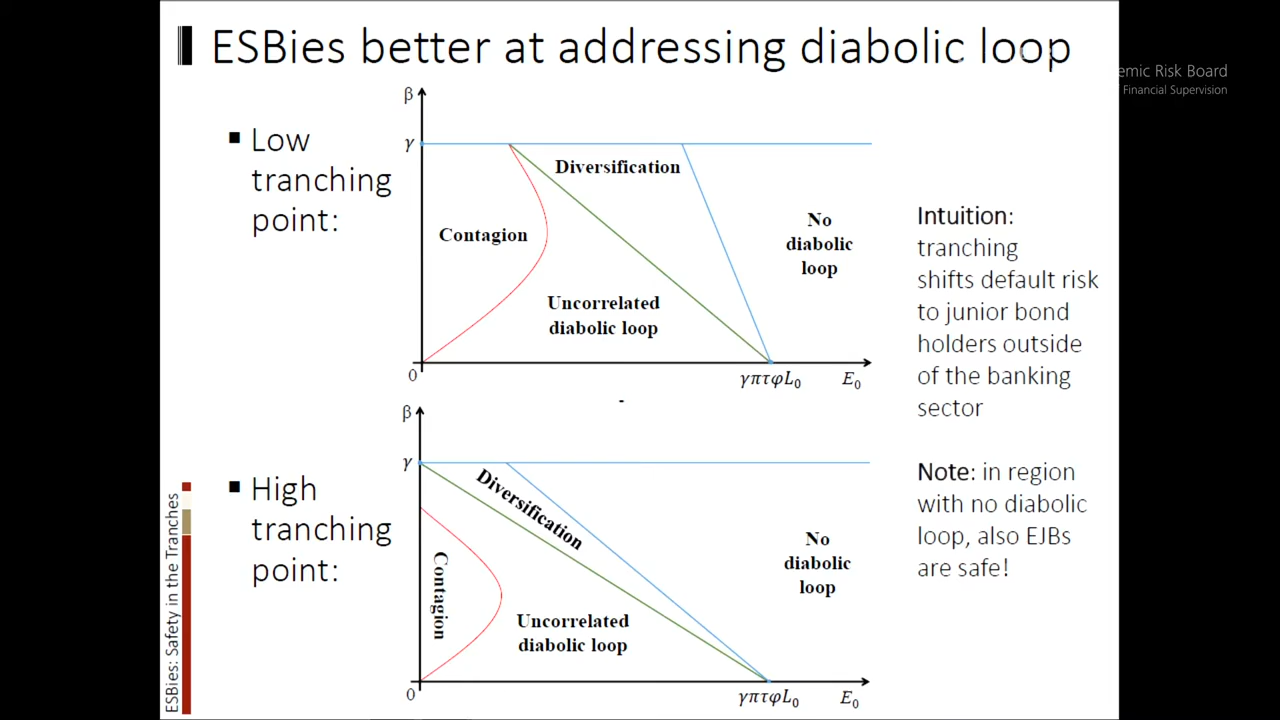 ESBies better at addressing diabolic loop
emic Risk Board
Financial Supervision
▪ Low
tranching
point:
β
γ
Diversification
Contagion
No
diabolic
loop
Uncorrelated
diabolic loop
0
γπτφL₀
E₀
Intuition:
tranching
shifts default risk
to junior bond
holders outside
of the banking
sector
Note: in region
with no diabolic
loop, also EJBs
are safe!
▪ High
tranching
point:
β
γ
Diversification
Contagion
No
diabolic
loop
Uncorrelated
diabolic loop
0
γπτφL₀
E₀
ESBies: Safety in the Tranches